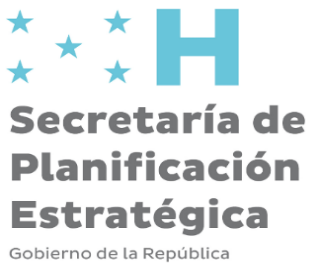 H
Secretaría de
Planificación
Estratégica
Gobierno de la República